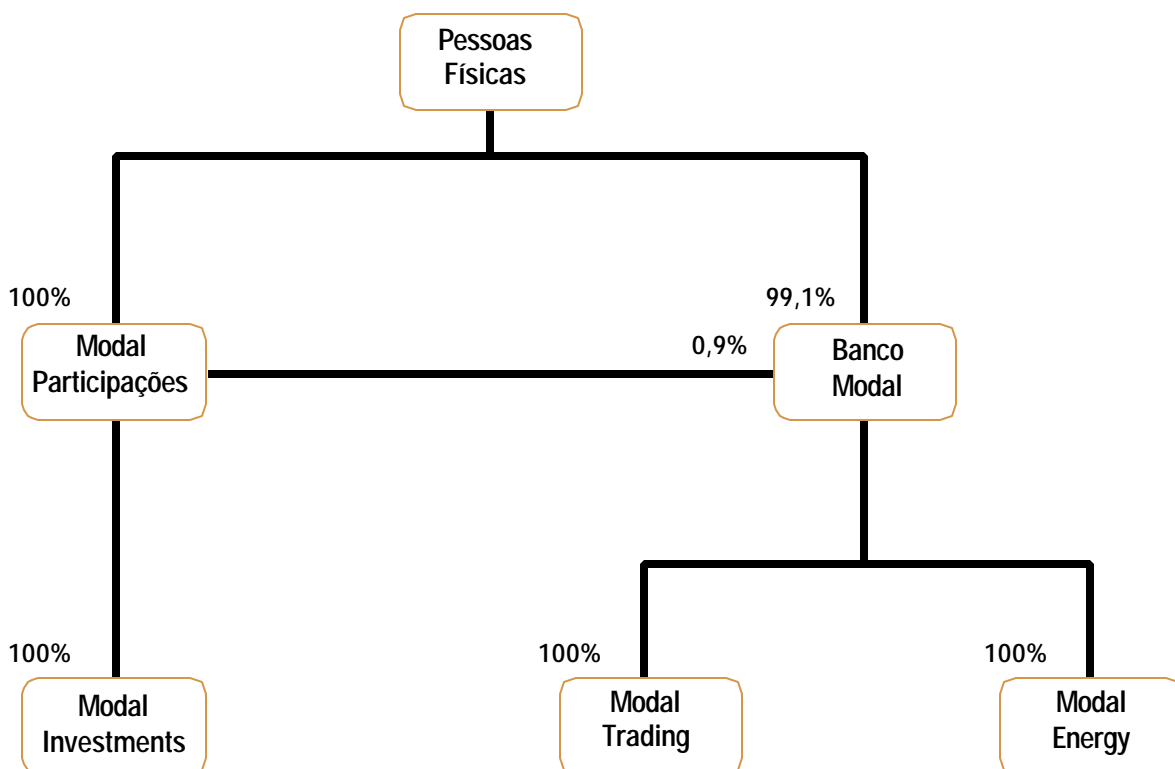 Pessoas
Físicas
100%
99,1%
Modal
Participações
0,9%
Banco
Modal
100%
100%
100%
Modal
Investments
Modal
Trading
Modal
Energy